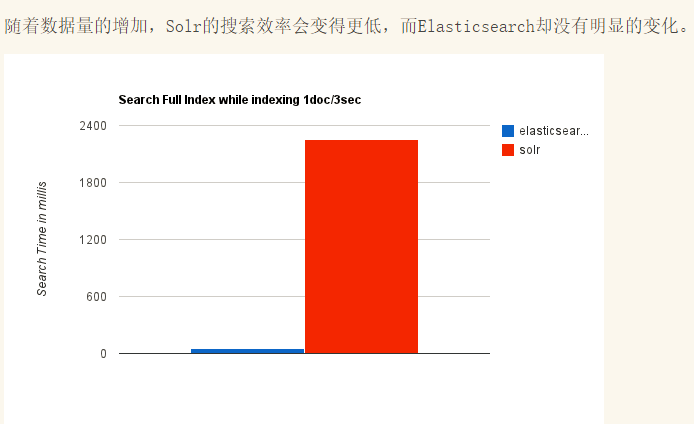 随着数据量的增加，Solr的搜索效率会变得更低，而Elasticsearch却没有明显的变化。
Search Full Index while indexing 1doc/3sec
2400
1800
1200
600
0
Search Time in millis
elasticsear...
solr